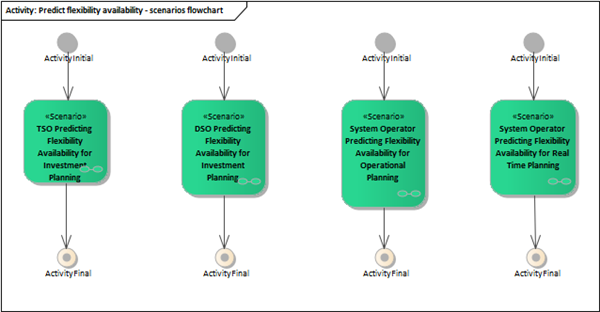 Activity: Predict flexibility availability - scenarios flowchart
ActivityInitial
ActivityInitial
ActivityInitial
ActivityInitial
«Scenario»
TSO Predicting
Flexibility
Availability for
Investment
Planning
«Scenario»
DSO Predicting
Flexibility
Availability for
Investment
Planning
«Scenario»
System Operator
Predicting Flexibility
Availability for
Operational
Planning
«Scenario»
System Operator
Predicting Flexibility
Availability for Real
Time Planning
ActivityFinal
ActivityFinal
ActivityFinal
ActivityFinal